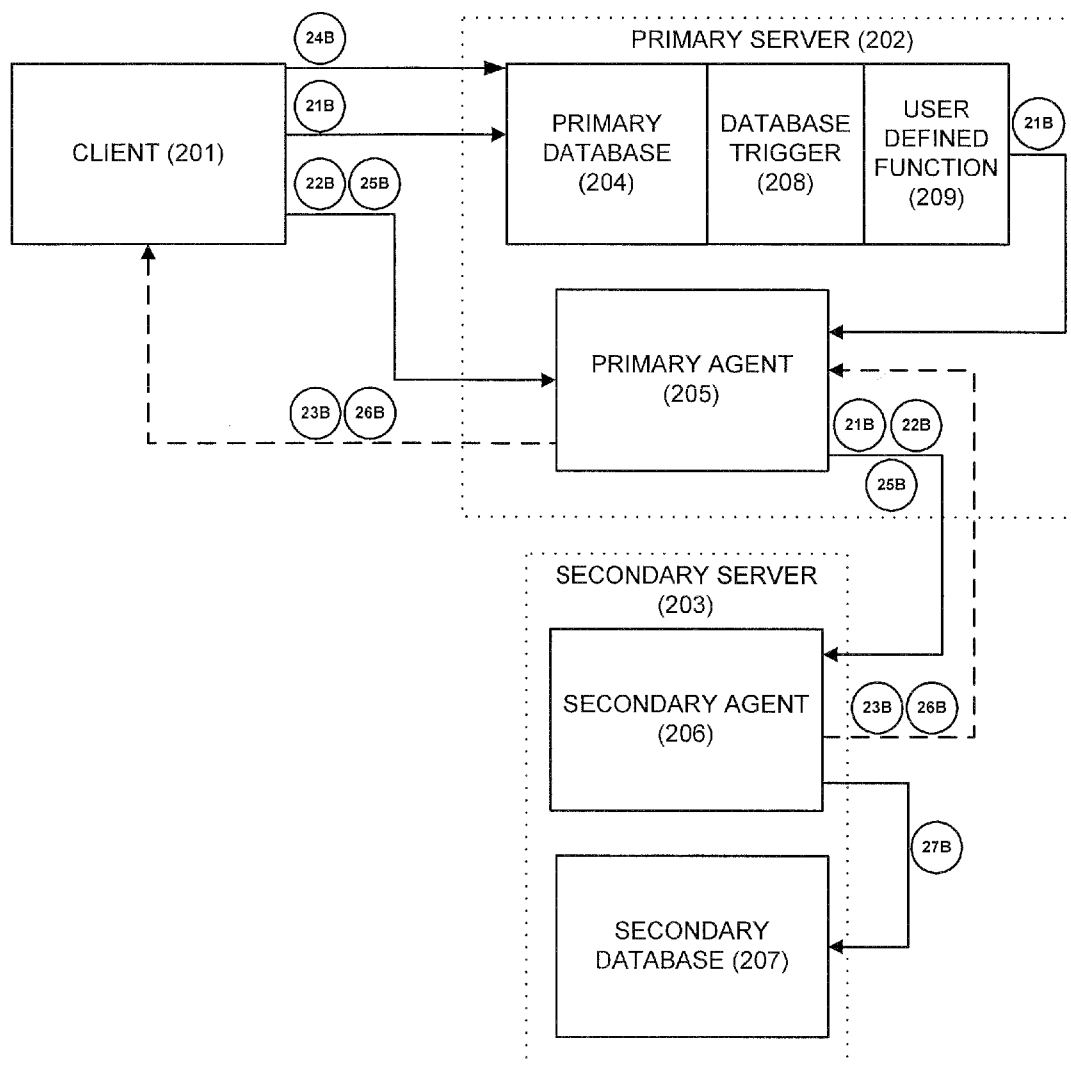 24B
PRIMARY SERVER (202)
21B
CLIENT (201)
22B 25B
PRIMARY
DATABASE
(204)
DATABASE
TRIGGER
(208)
USER
DEFINED
FUNCTION
(209)
21B
PRIMARY AGENT
(205)
23B 26B
21B 22B
25B
SECONDARY SERVER
(203)
SECONDARY AGENT
(206)
23B 26B
27B
SECONDARY
DATABASE (207)